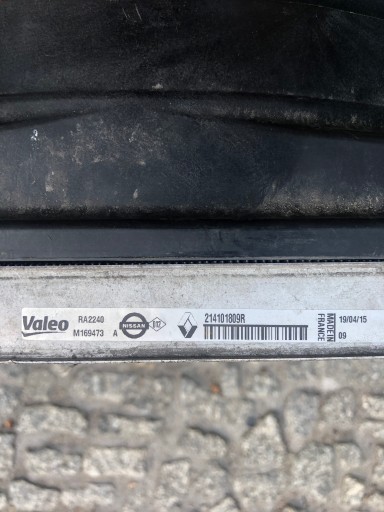 Valeo
RA2240
M169473 A
NISSAN
214101809R
MADE IN
FRANCE
19/04/15
09